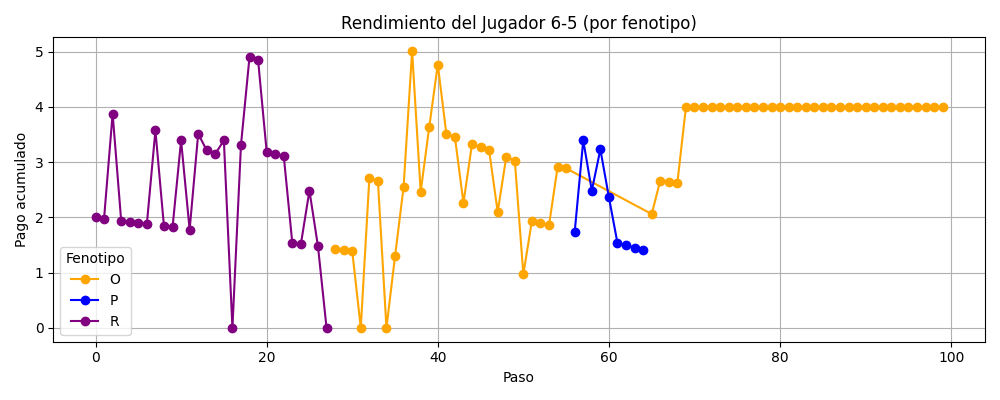 Rendimiento del Jugador 6-5 (por fenotipo)
Pago acumulado
5
4
3
2
1
0
Fenotipo
O
P
R
0
20
40
60
80
100
Paso